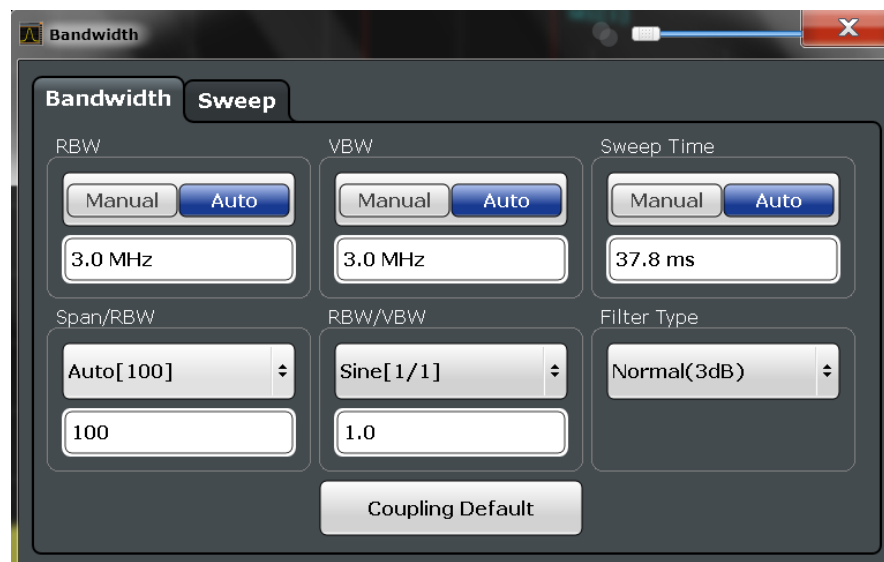 Bandwidth
X
Bandwidth Sweep
RBW VBW Sweep Time
Manual Auto Manual Auto Manual Auto
3.0 MHz 3.0 MHz 37.8 ms
Span/RBW RBW/VBW Filter Type
Auto[100] Sine[1/1] Normal(3dB)
100 1.0
Coupling Default